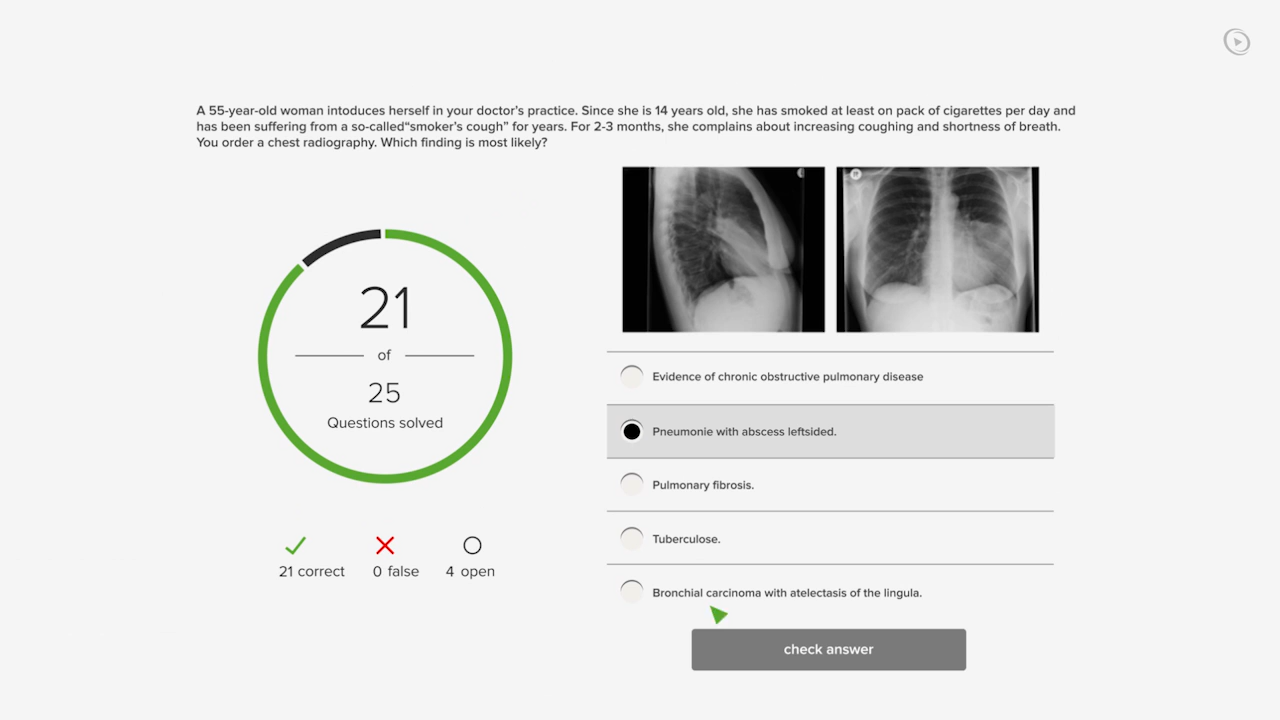 A 55-year-old woman intoduces herself in your doctor's practice. Since she is 14 years old, she has smoked at least on pack of cigarettes per day and
has been suffering from a so-called“smoker's cough” for years. For 2-3 months, she complains about increasing coughing and shortness of breath.
You order a chest radiography. Which finding is most likely?
21
of
25
Questions solved
21 correct
0 false
4 open
Evidence of chronic obstructive pulmonary disease
Pneumonie with abscess leftsided.
Pulmonary fibrosis.
Tuberculose.
Bronchial carcinoma with atelectasis of the lingula.
check answer